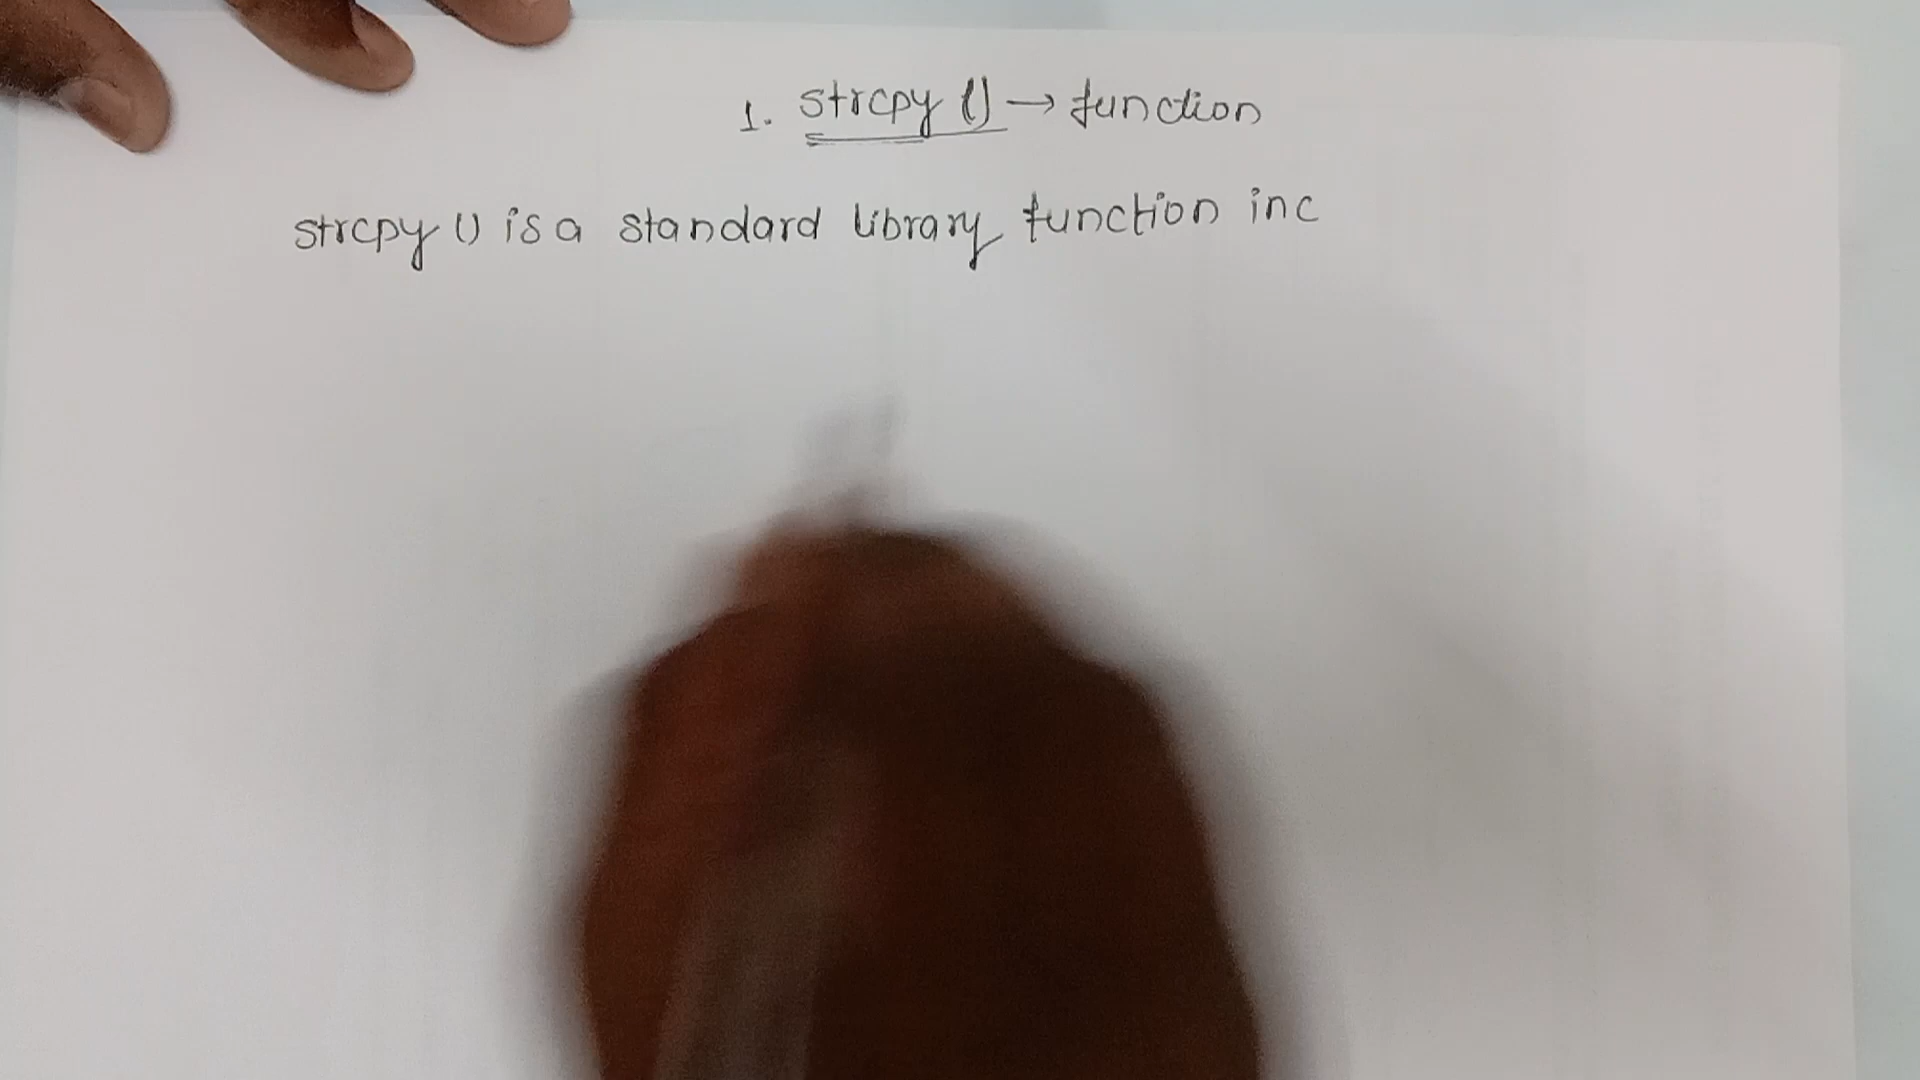 1. strcpy () → function
strcpy () is a standard library function inc